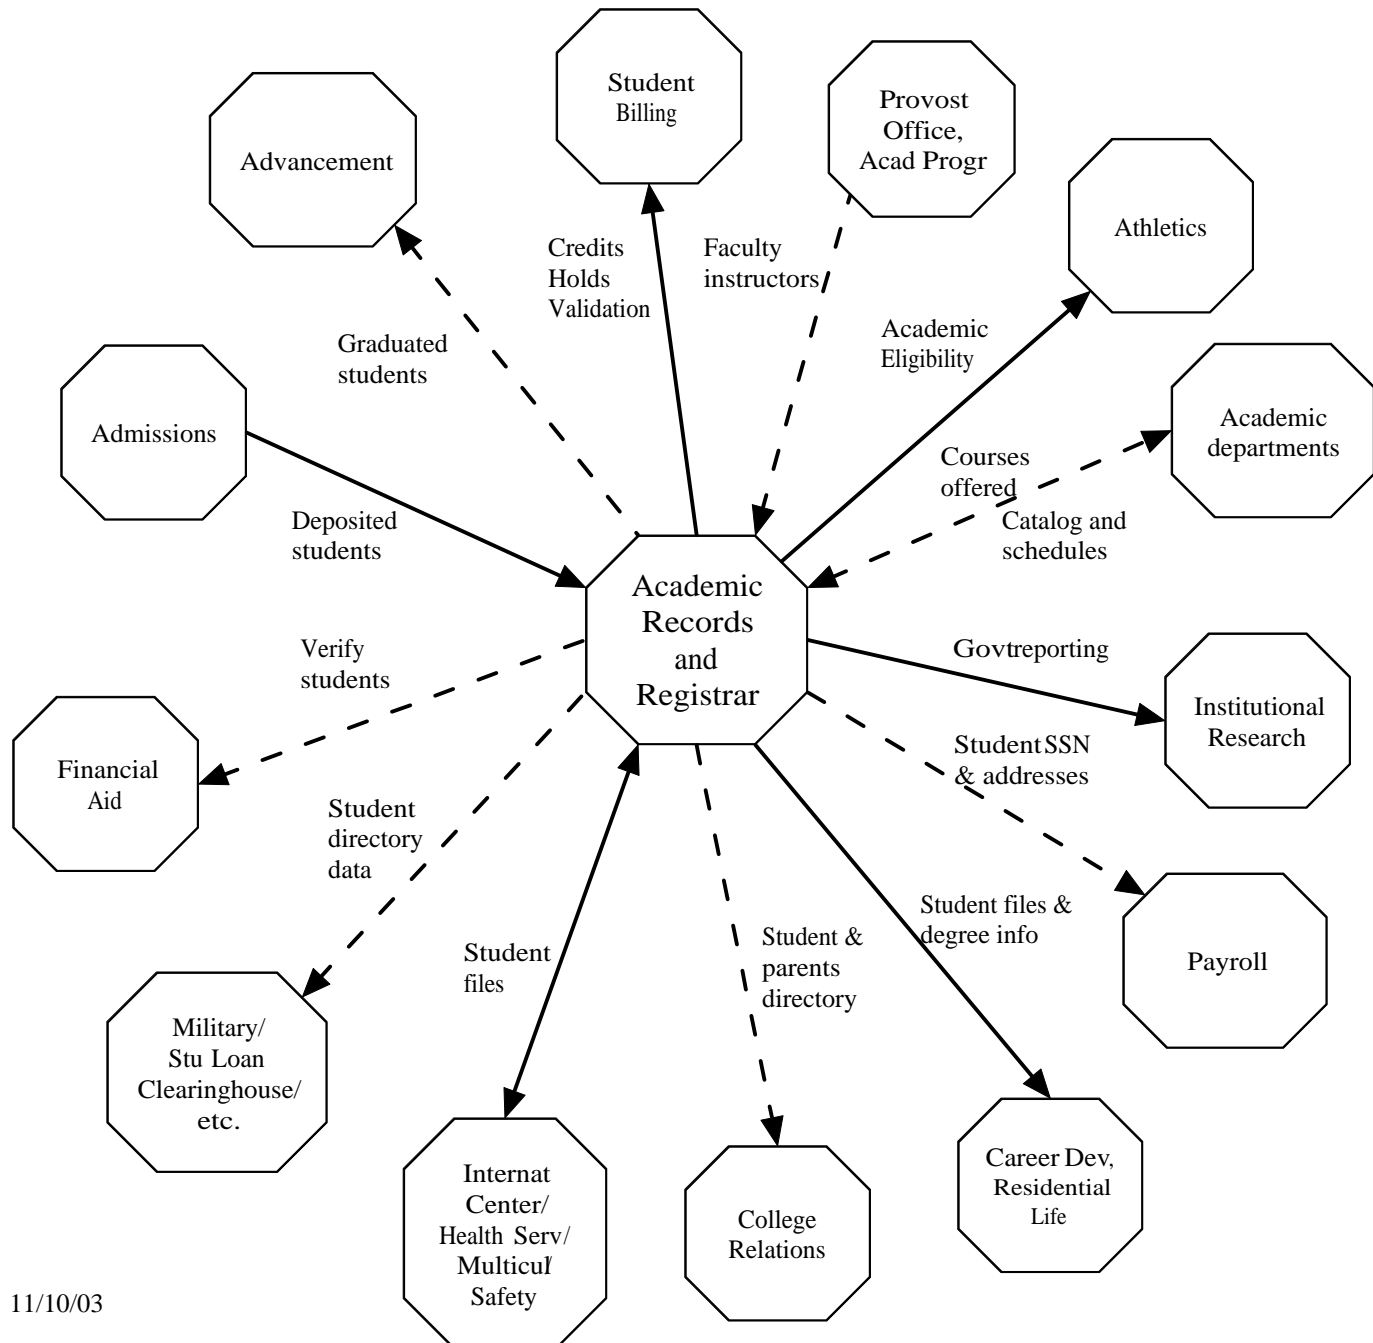 Student
Billing
Provost
Office,
Acad Progr
Advancement
Athletics
Credits
Holds
Validation
Faculty
instructors
Academic
Eligibility
Graduated
students
Admissions
Academic
departments
Courses
offered
Catalog and
schedules
Deposited
students
Academic
Records
and
Registrar
Verify
students
Govtreporting
Institutional
Research
Financial
Aid
Student SSN
& addresses
Student
directory
data
Student files &
degree info
Student
files
Student &
parents
directory
Payroll
Military/
Stu Loan
Clearinghouse/
etc.
Internat
Center/
Health Serv/
Multicul/
Safety
College
Relations
Career Dev,
Residential
Life
11/10/03